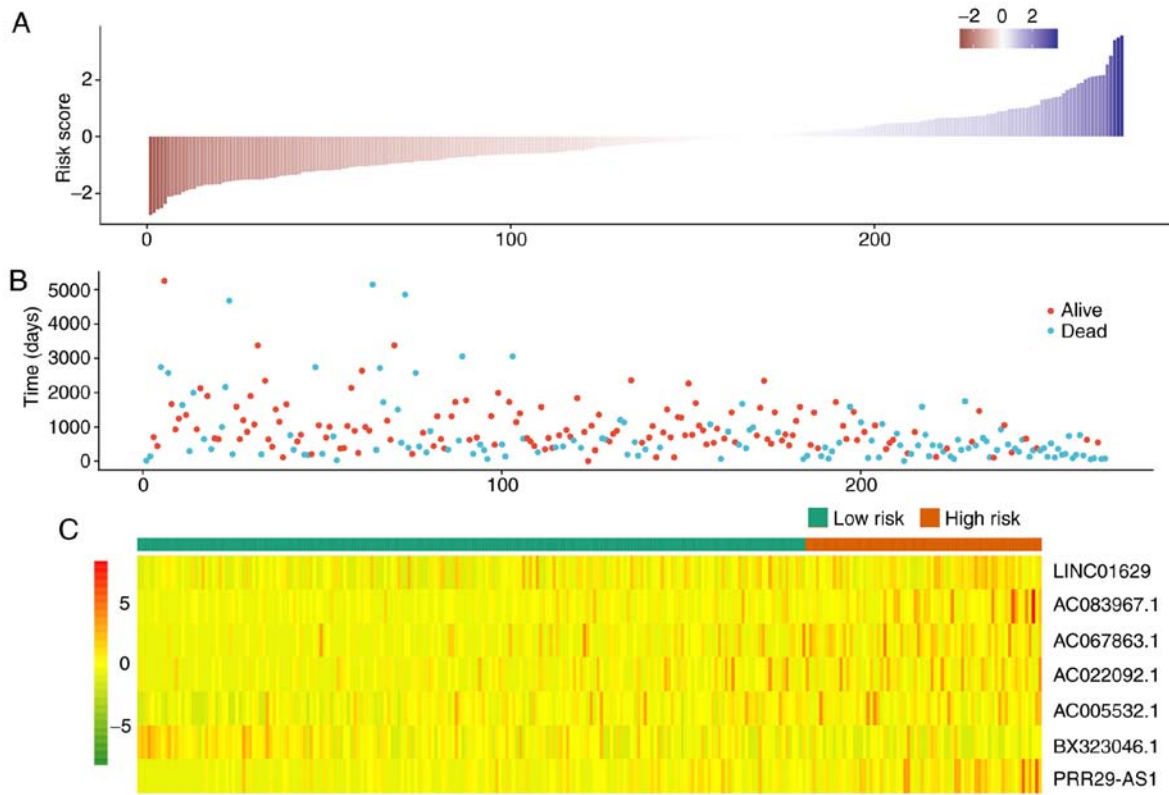 A
−2 0 2
Risk score
2
0
−2
0 100 200
B
Time (days)
5000
4000
3000
2000
1000
0
Alive
Dead
0 100 200
C
Low risk High risk
5
0
−5
LINC01629
AC083967.1
AC067863.1
AC022092.1
AC005532.1
BX323046.1
PRR29-AS1